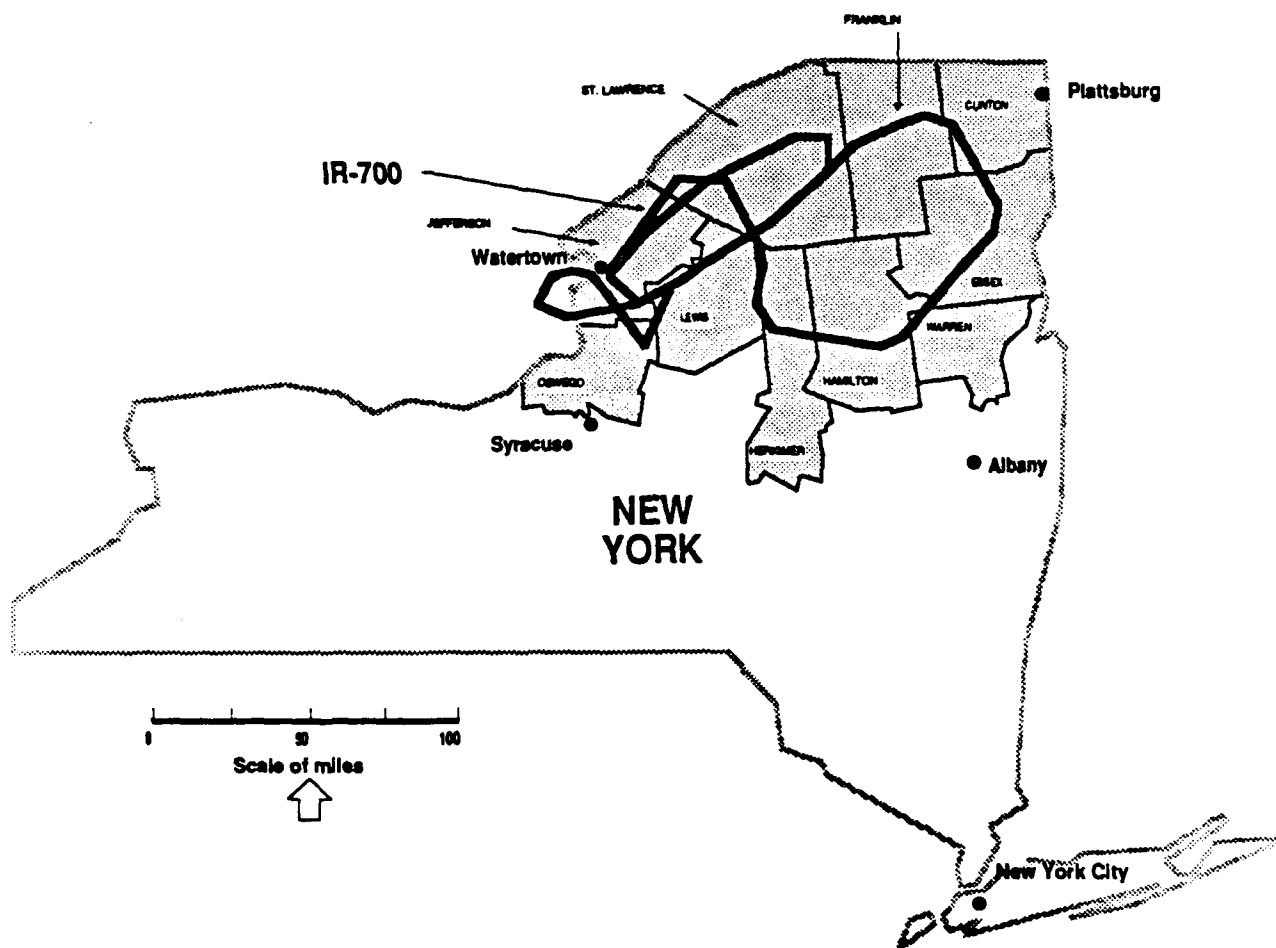 FRANKLIN
ST. LAWRENCE
CLINTON
Plattsburg
IR-700
JEFFERSON
Watertown
ESSEX
LEWIS
WARREN
OSWEGO
HAMILTON
Syracuse
HERKIMER
Albany
NEW
YORK
0 50 100
Scale of miles
New York City